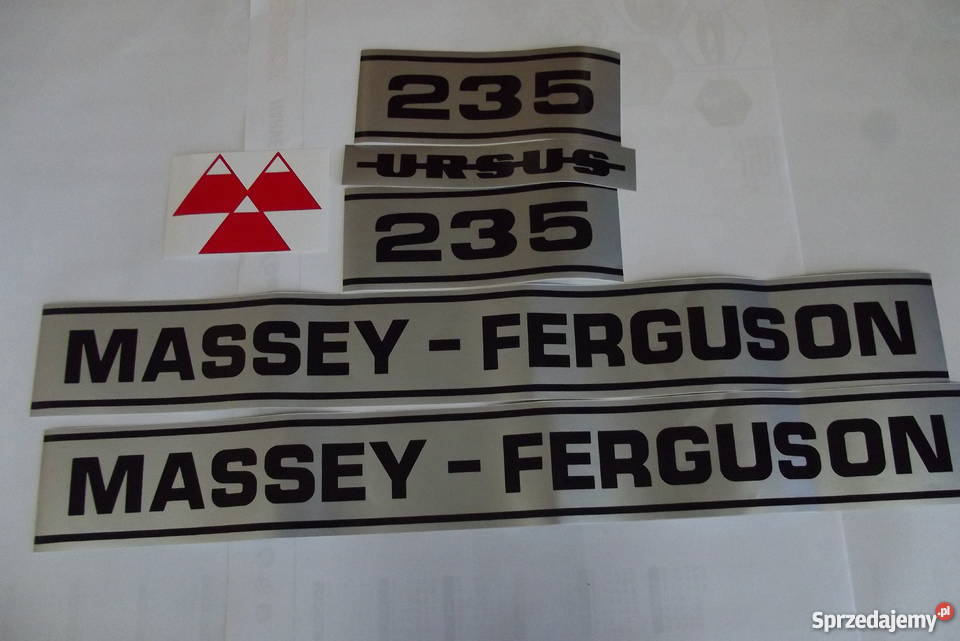 235
URSUS
235
MASSEY - FERGUSON
MASSEY - FERGUSON
Sprzedajemy.pl